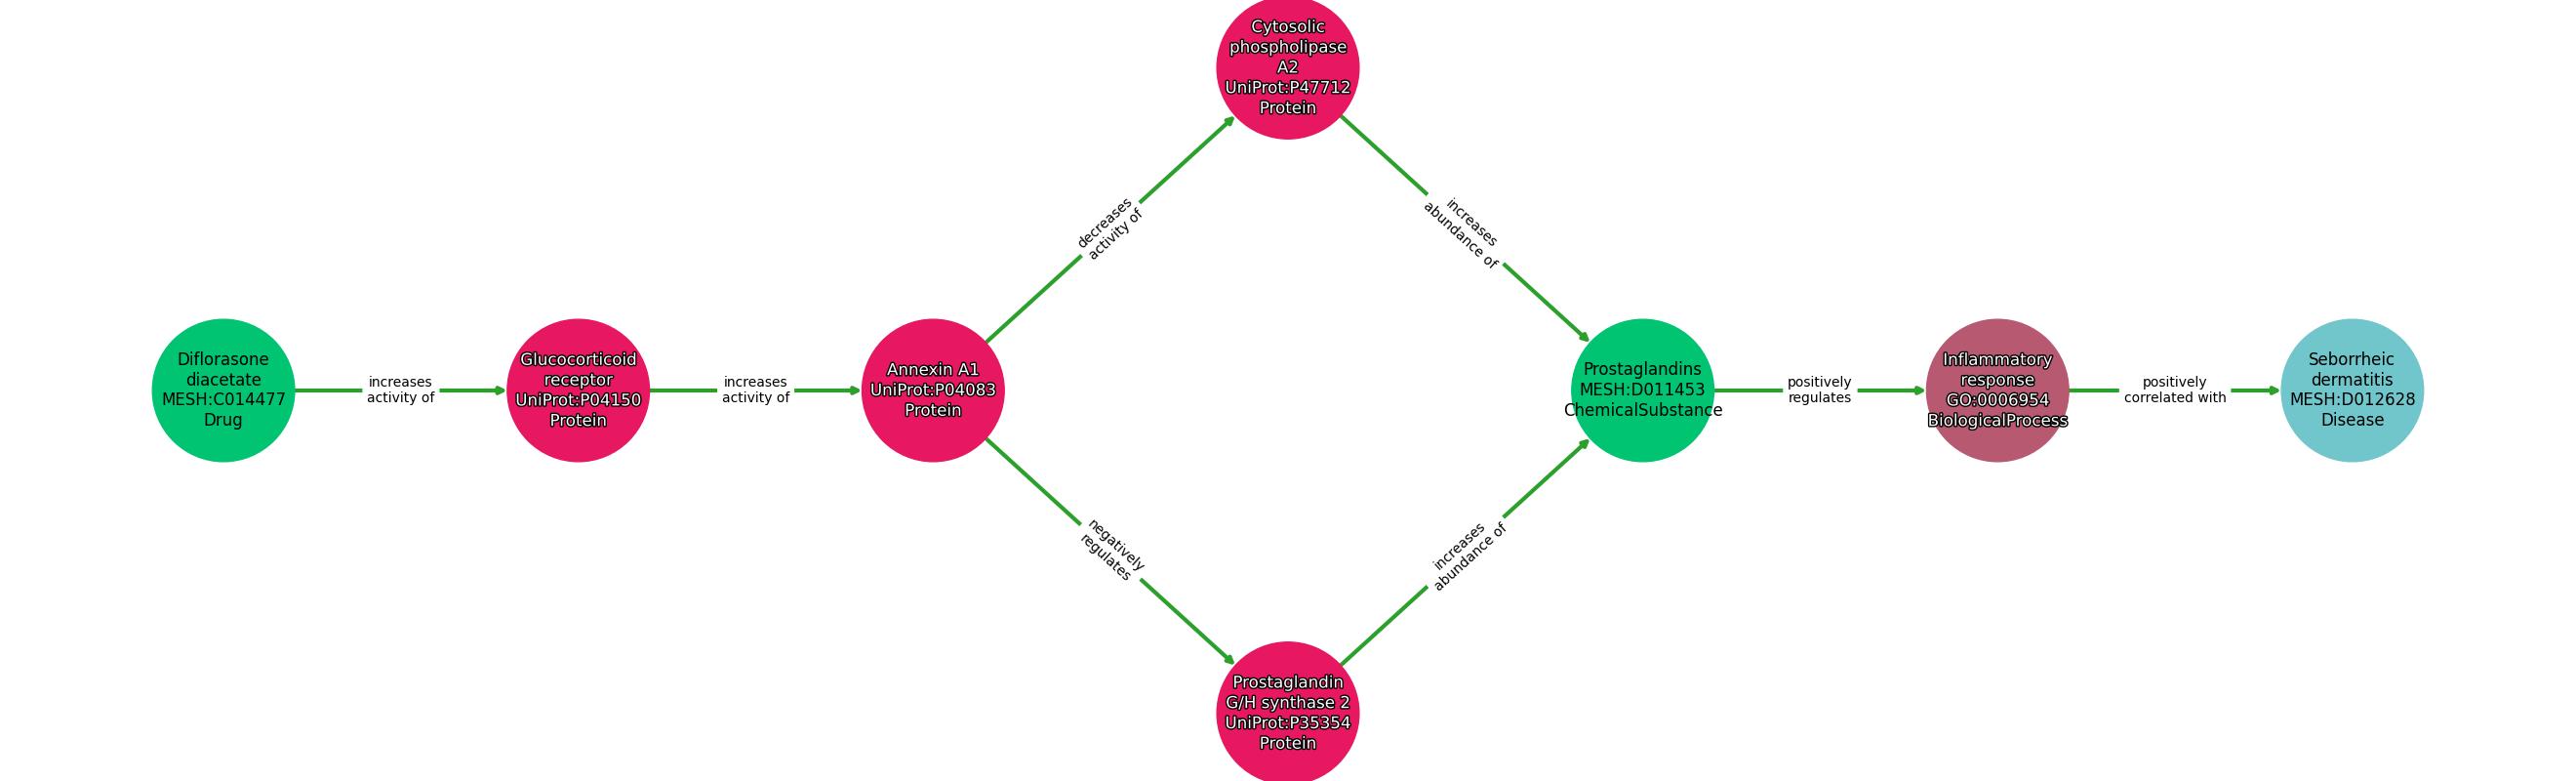 Cytosolic
phospholipase
A2
UniProt:P47712
Protein
decreases
activity of
increases
abundance of
Diflorasone
diacetate
MESH:C014477
Drug
increases
activity of
Glucocorticoid
receptor
UniProt:P04150
Protein
increases
activity of
Annexin A1
UniProt:P04083
Protein
Prostaglandins
MESH:D011453
ChemicalSubstance
positively
regulates
Inflammatory
response
GO:0006954
BiologicalProcess
positively
correlated with
Seborrheic
dermatitis
MESH:D012628
Disease
negatively
regulates
increases
abundance of
Prostaglandin
G/H synthase 2
UniProt:P35354
Protein